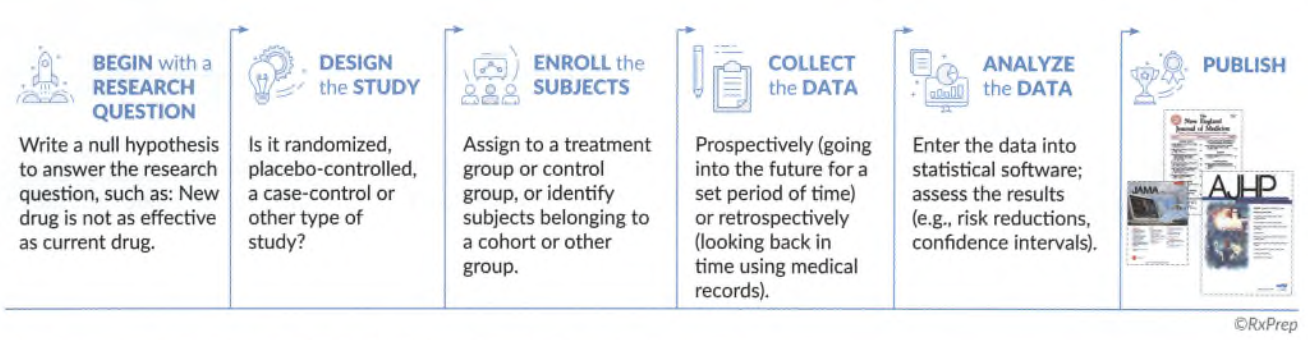 BEGIN with a
RESEARCH
QUESTION
Write a null hypothesis
to answer the research
question, such as: New
drug is not as effective
as current drug.
DESIGN
the STUDY
Is it randomized,
placebo-controlled,
a case-control or
other type of
study?
ENROLL the
SUBJECTS
Assign to a treatment
group or control
group, or identify
subjects belonging to
a cohort or other
group.
COLLECT
the DATA
Prospectively (going
into the future for a
set period of time)
or retrospectively
(looking back in
time using medical
records).
ANALYZE
the DATA
Enter the data into
statistical software;
assess the results
(e.g., risk reductions,
confidence intervals).
PUBLISH
The
New England
Journal of Medicine
JAMA
AJHP
©RxPrep